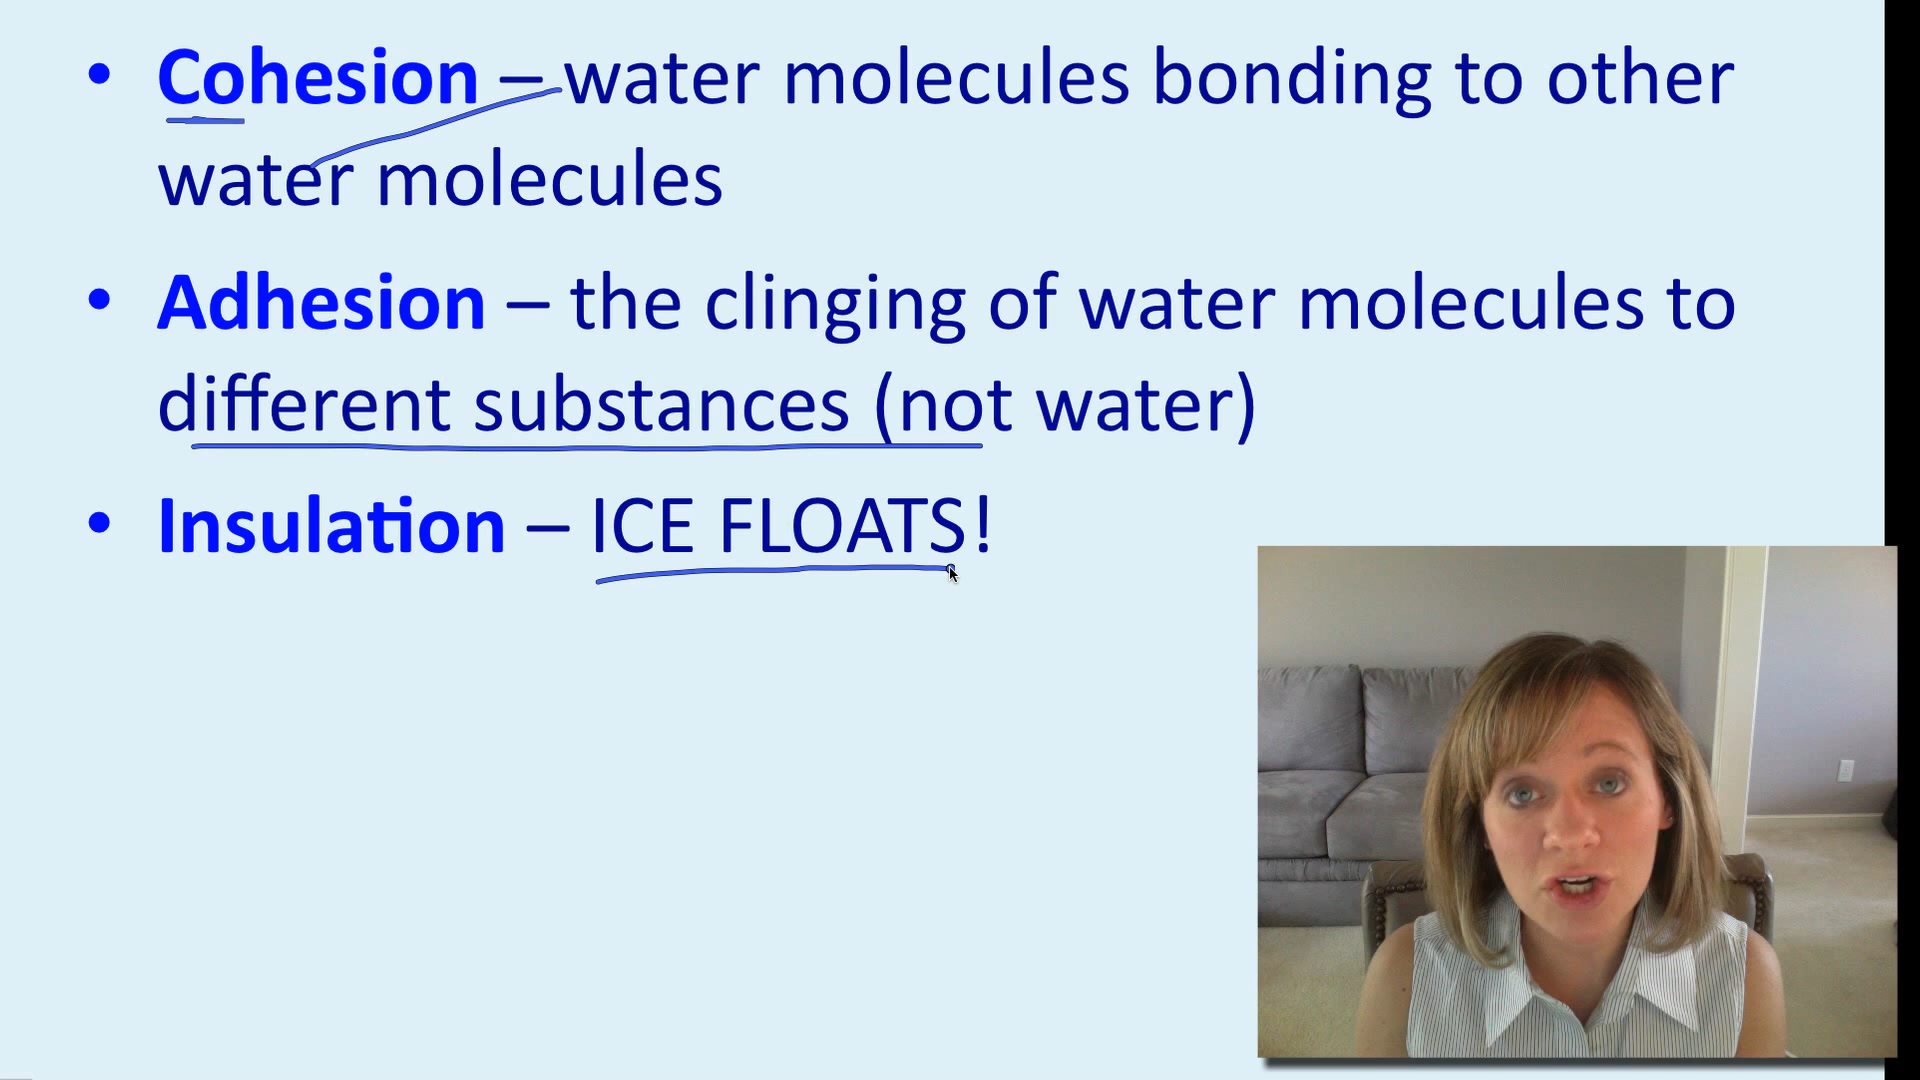 • Cohesion – water molecules bonding to other
water molecules
• Adhesion – the clinging of water molecules to
different substances (not water)
• Insulation – ICE FLOATS!